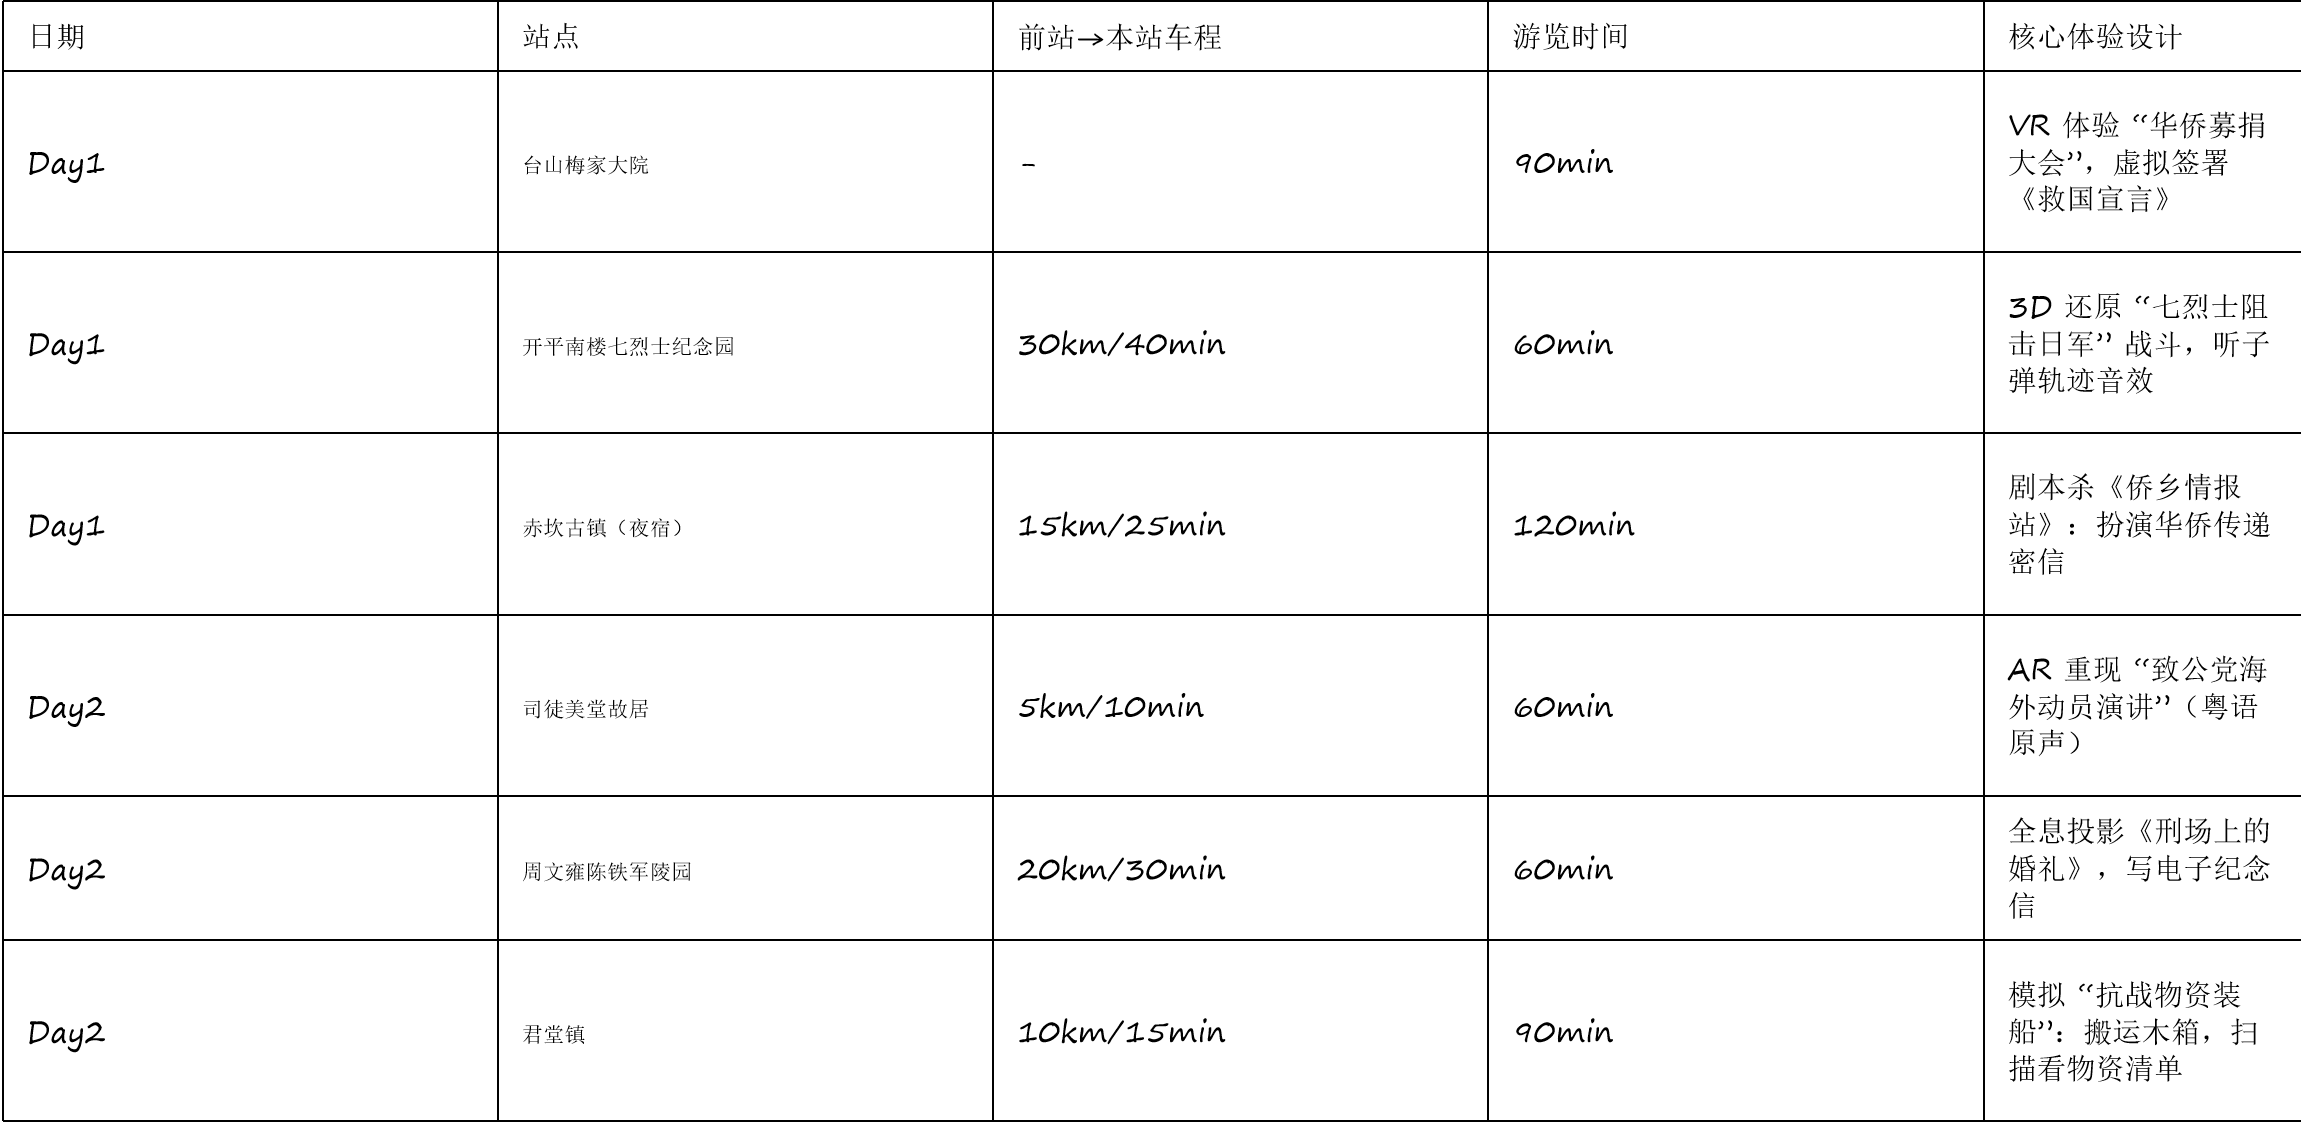 日期
站点
前站→本站车程
游览时间
核心体验设计
Day1
台山梅家大院
-
90min
VR 体验 “华侨募捐
大会”，虚拟签署
《救国宣言》
Day1
开平南楼七烈士纪念园
30km/40min
60min
3D 还原 “七烈士阻
击日军” 战斗，听子
弹轨迹音效
Day1
赤坎古镇（夜宿）
15km/25min
120min
剧本杀《侨乡情报
站》：扮演华侨传递
密信
Day2
司徒美堂故居
5km/10min
60min
AR 重现 “致公党海
外动员演讲”（粤语
原声）
Day2
周文雍陈铁军陵园
20km/30min
60min
全息投影《刑场上的
婚礼》，写电子纪念
信
Day2
君堂镇
10km/15min
90min
模拟 “抗战物资装
船”：搬运木箱，扫
描看物资清单